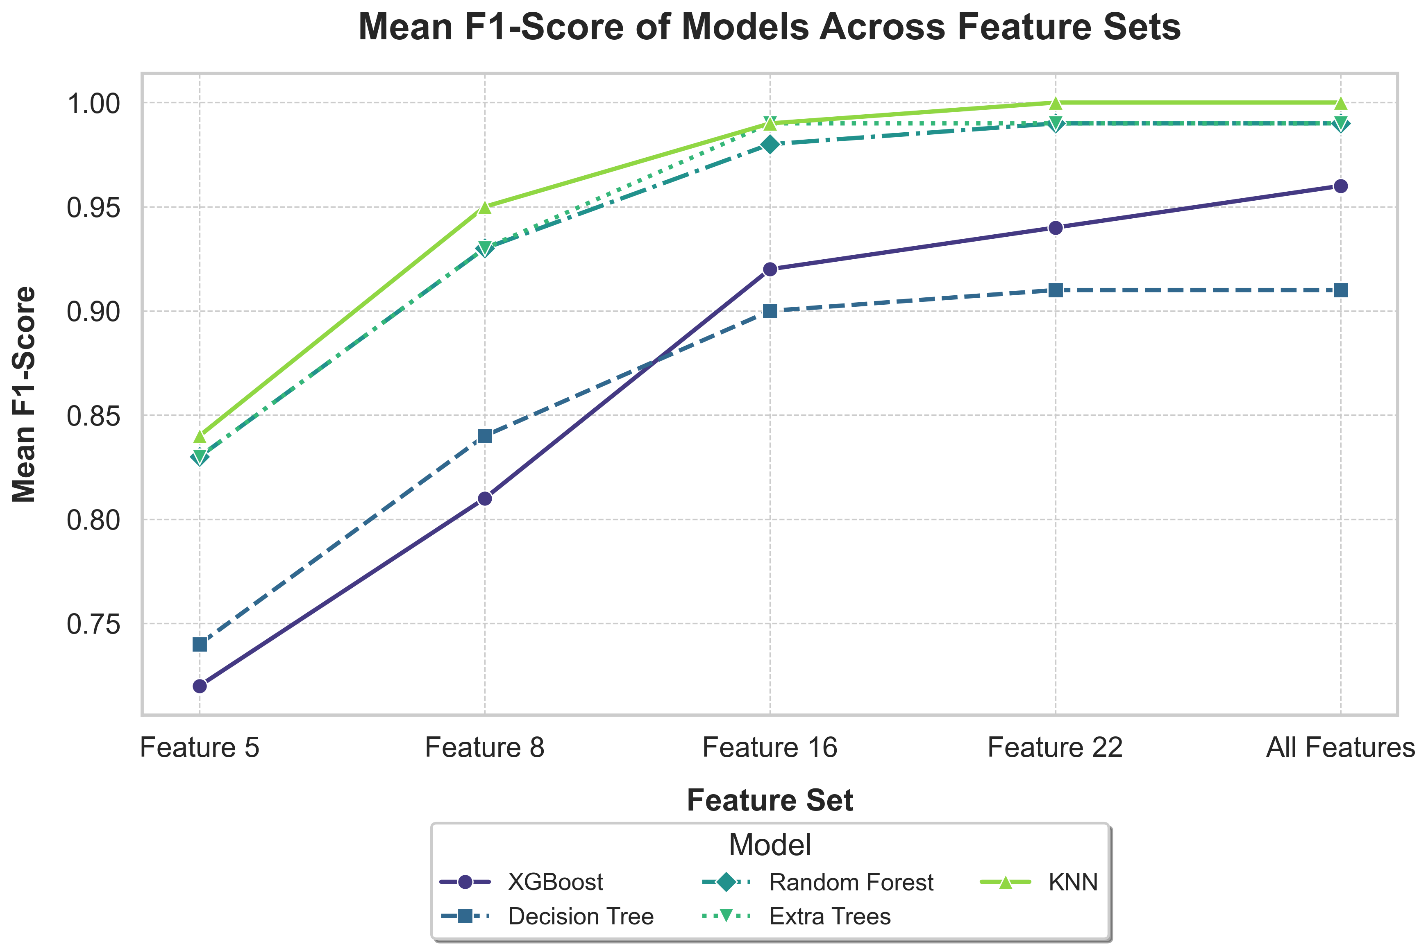 Mean F1-Score of Models Across Feature Sets
1.00
0.95
0.90
0.85
0.80
0.75
Mean F1-Score
Feature 5 Feature 8 Feature 16 Feature 22 All Features
Feature Set
Model
XGBoost Random Forest KNN
Decision Tree Extra Trees